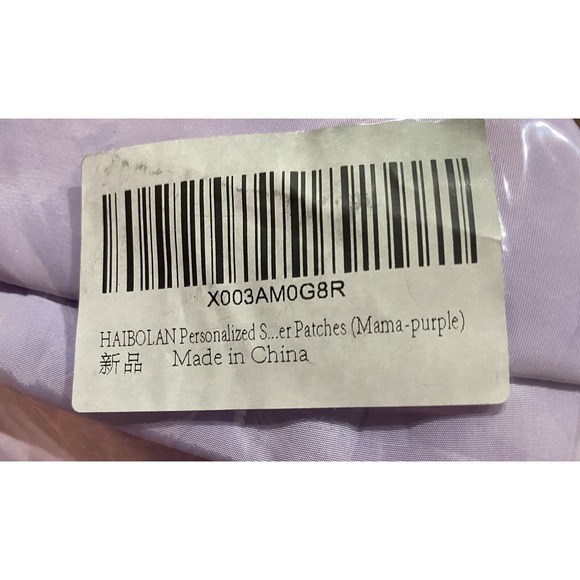 X003AM0G8R
HAIBOLAN Personalized S...er Patches (Mama-purple)
新品 Made in China